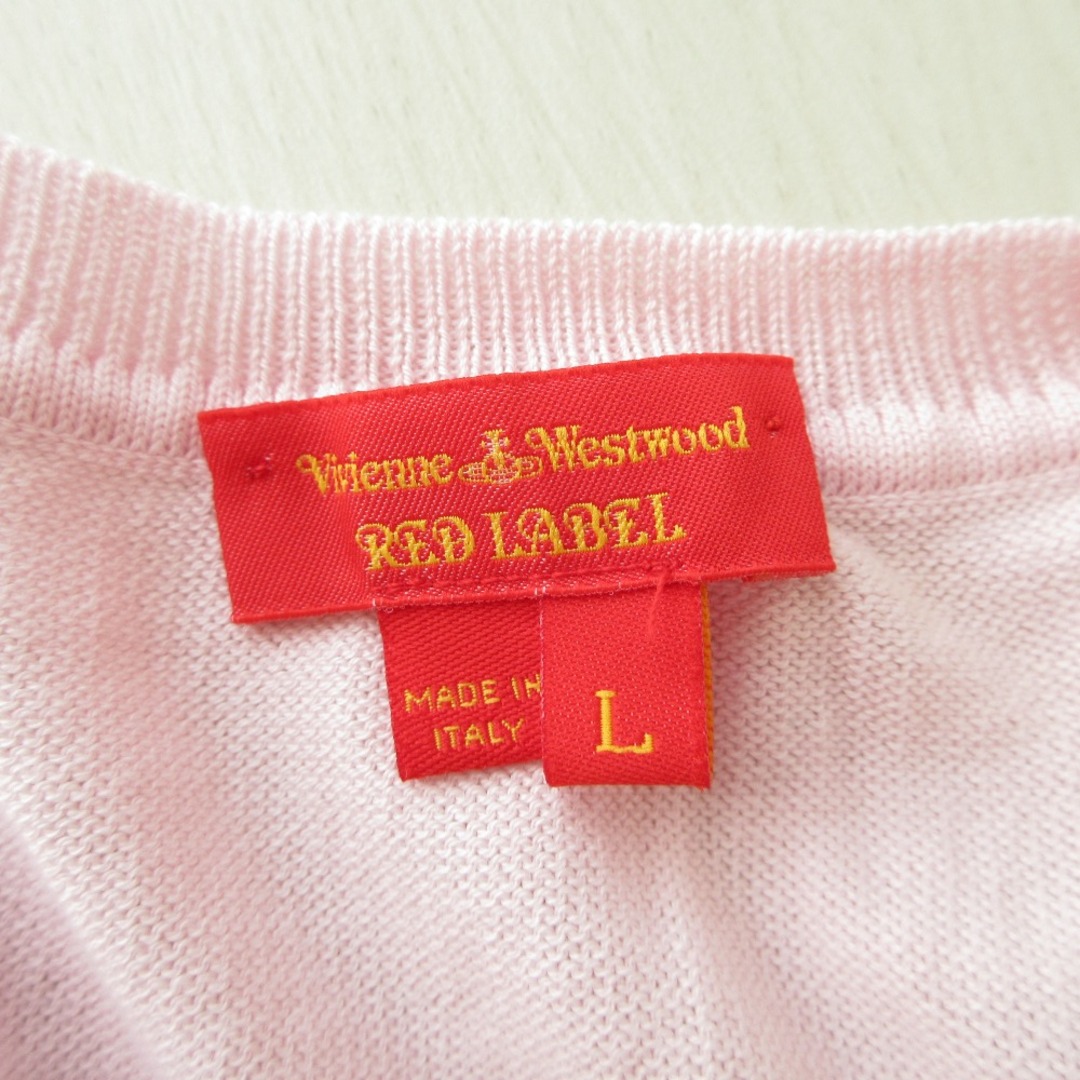 Vivienne Westwood
RED LABEL
MADE IN
ITALY
L